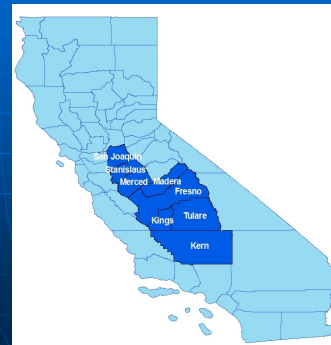 San Joaquin
Stanislaus
Merced
Madera
Fresno
Kings
Tulare
Kern